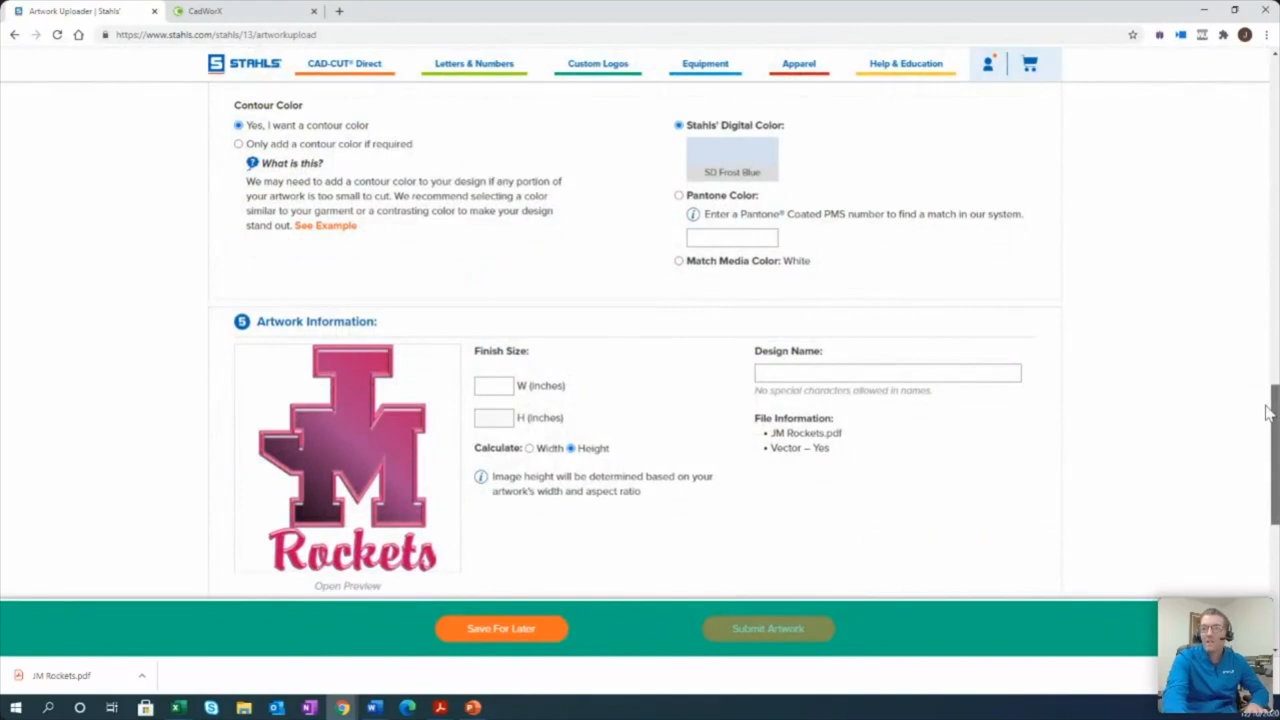 Artwork Uploader | Stahls'
CadWorX
https://www.stahls.com/stahls/13/artworkupload
J
S STAHLS'
CAD-CUT® Direct
Letters & Numbers
Custom Logos
Equipment
Apparel
Help & Education
Contour Color
Yes, I want a contour color
Only add a contour color if required
What is this?
We may need to add a contour color to your design if any portion of
your artwork is too small to cut. We recommend selecting a color
similar to your garment or a contrasting color to make your design
stand out. See Example
Stahls' Digital Color:
SD Frost Blue
Pantone Color:
Enter a Pantone® Coated PMS number to find a match in our system.
Match Media Color: White
5 Artwork Information:
JM
Rockets
Open Preview
Finish Size:
W (Inches)
H (Inches)
Calculate: Width Height
Image height will be determined based on your
artwork's width and aspect ratio
Design Name:
No special characters allowed in names.
File Information:
• JM Rockets.pdf
• Vector – Yes
Save For Later
Submit Artwork
JM Rockets.pdf